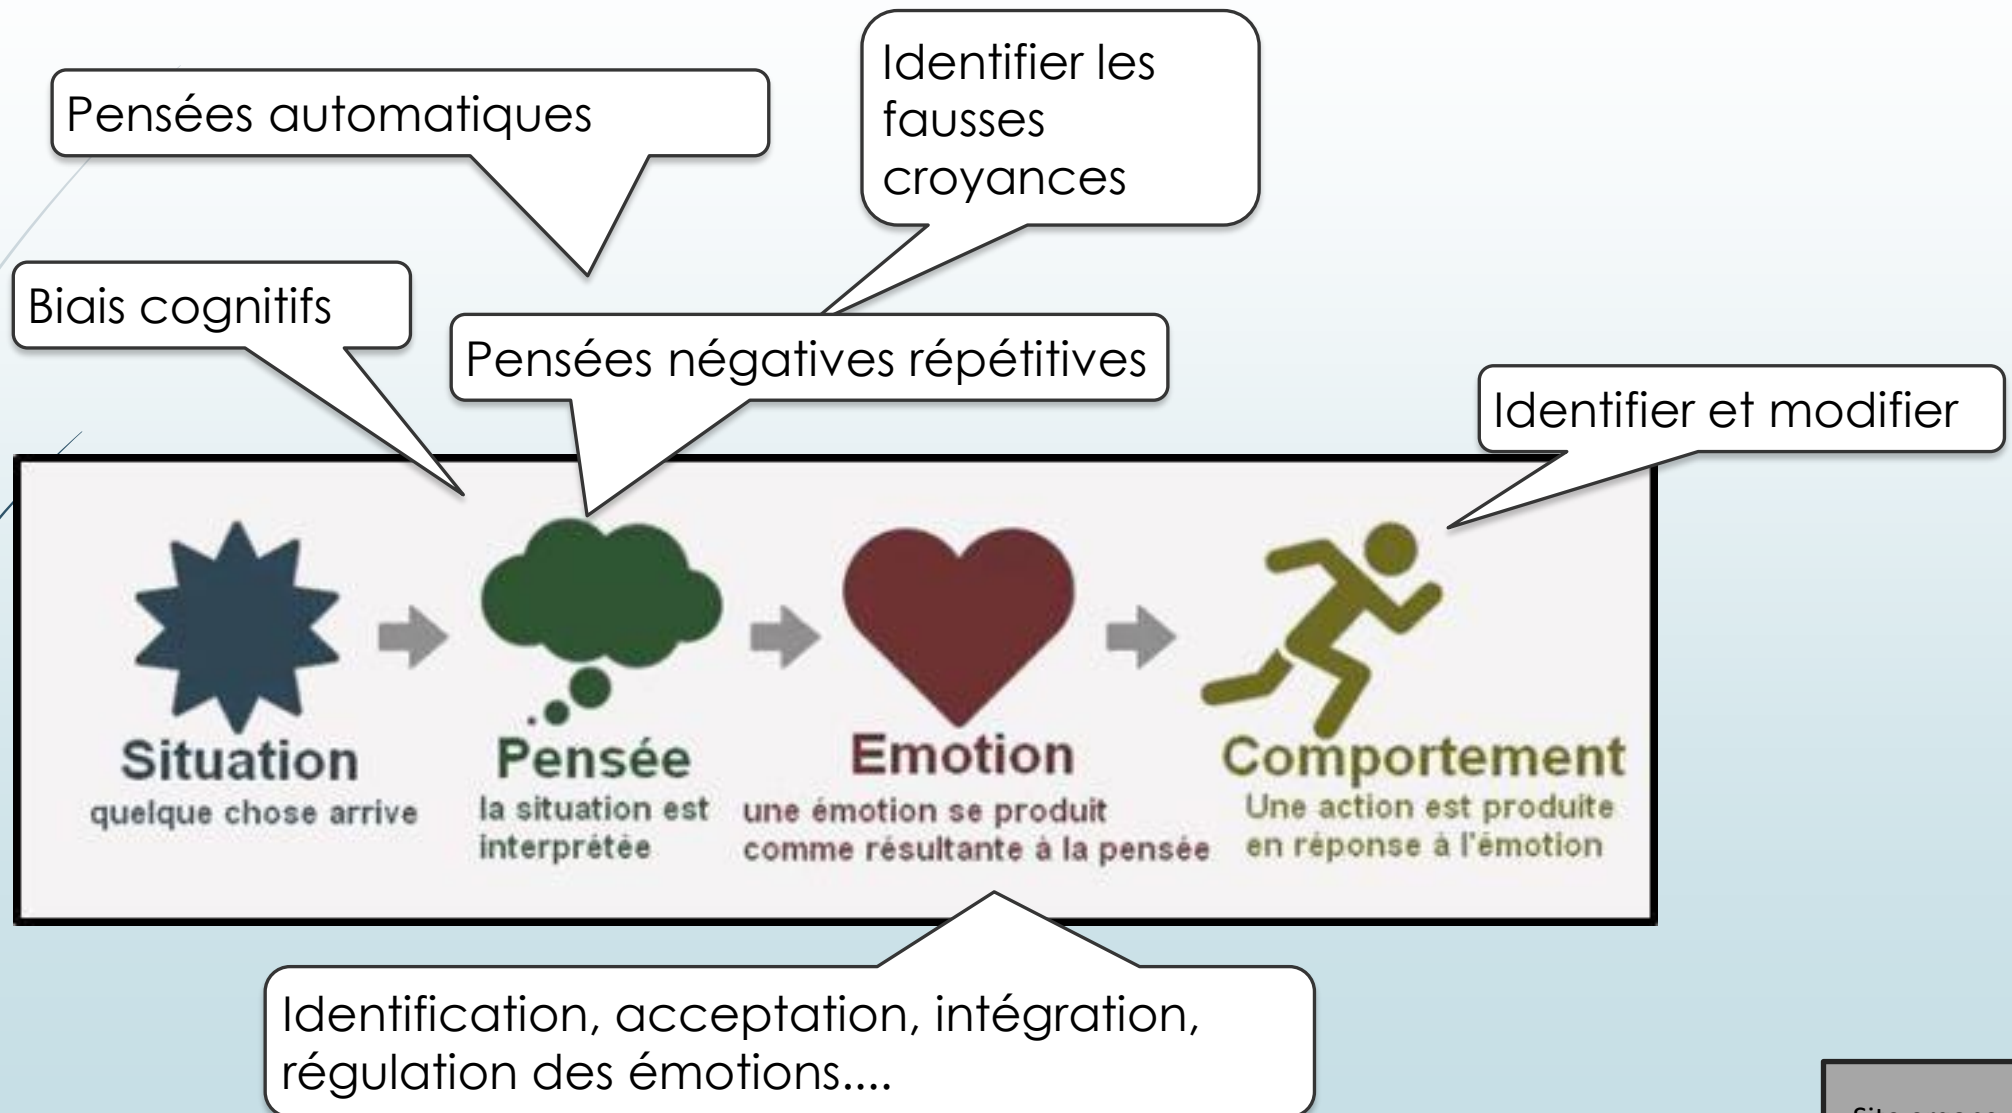 Pensées automatiques
Identifier les
fausses
croyances
Biais cognitifs
Pensées négatives répétitives
Identifier et modifier
Situation
quelque chose arrive
Pensée
la situation est
interprétée
Emotion
une émotion se produit
comme résultante à la pensée
Comportement
Une action est produite
en réponse à l'émotion
Identification, acceptation, intégration,
régulation des émotions....